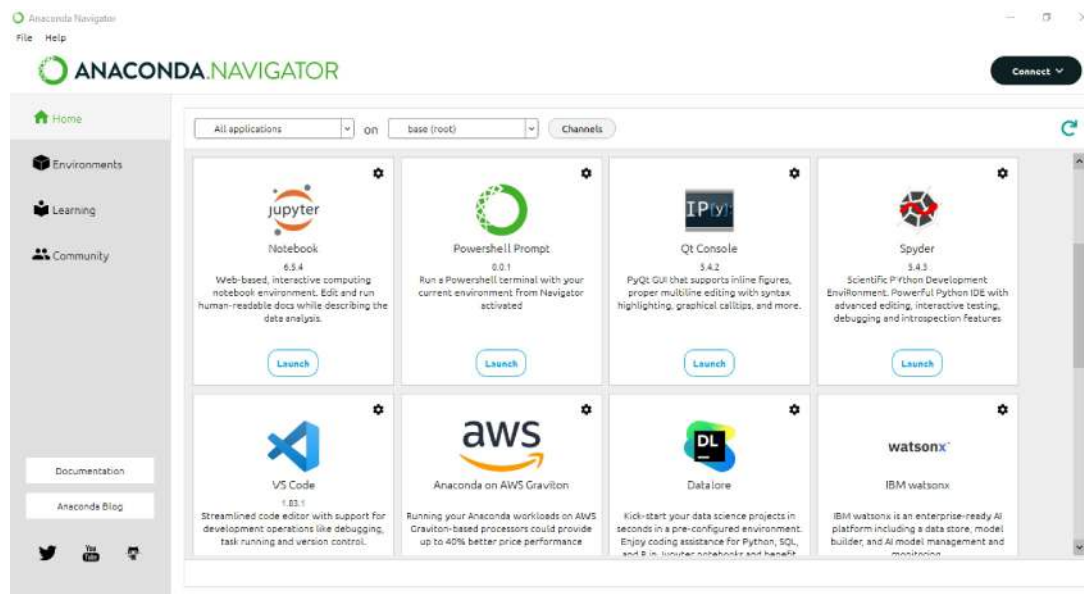 Anaconda Navigator
File Help
ANACONDA.NAVIGATOR
Connect
Home
All applications
on
base (root)
Channels
Environments
Learning
Community
jupyter
Notebook
6.5.4
Web-based, interactive computing
notebook environment. Edit and run
human-readable docs while describing the
data analysis.
Launch
Powershell Prompt
0.0.1
Run a Powershell terminal with your
current environment from Navigator
activated
Launch
IP[y]:
Qt Console
5.4.2
PyQt GUI that supports inline figures,
proper multiline editing with syntax
highlighting, graphical calltips, and more.
Launch
Spyder
5.4.3
Scientific PYthon Development
EnviRonment. Powerful Python IDE with
advanced editing, interactive testing,
debugging and introspection features
Launch
VS Code
1.83.1
Streamlined code editor with support for
development operations like debugging,
task running and version control.
aws
Anaconda on AWS Graviton
Running your Anaconda workloads on AWS
Graviton-based processors could provide
up to 40% better price performance
DL
Datalore
Kick-start your data science projects in
seconds in a pre-configured environment.
Enjoy coding assistance for Python, SQL,
and R in Jupyter notebooks and benefit
watsonx
IBM watsonx
IBM watsonx is an enterprise-ready AI
platform including a data store, model
builder, and AI model management and
monitoring
Documentation
Anaconda Blog
You
Tube